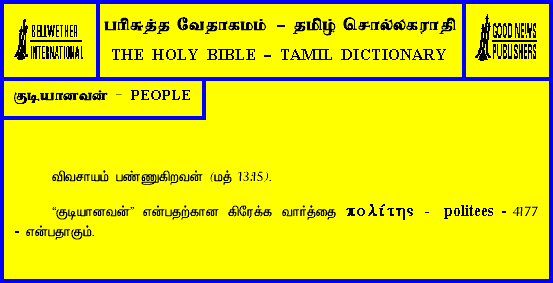 BELLWETHER
INTERNATIONAL
பரிசுத்த வேதாகமம் – தமிழ் சொல்லகராதி
THE HOLY BIBLE – TAMIL DICTIONARY
GOOD NEWS
PUBLISHERS
குடியானவன் – PEOPLE
விவசாயம் பண்ணுகிறவன் (மத் 13:15).
“குடியானவன்” என்பதற்கான கிரேக்க வார்த்தை πολίτης - politees - 4177
- என்பதாகும்.